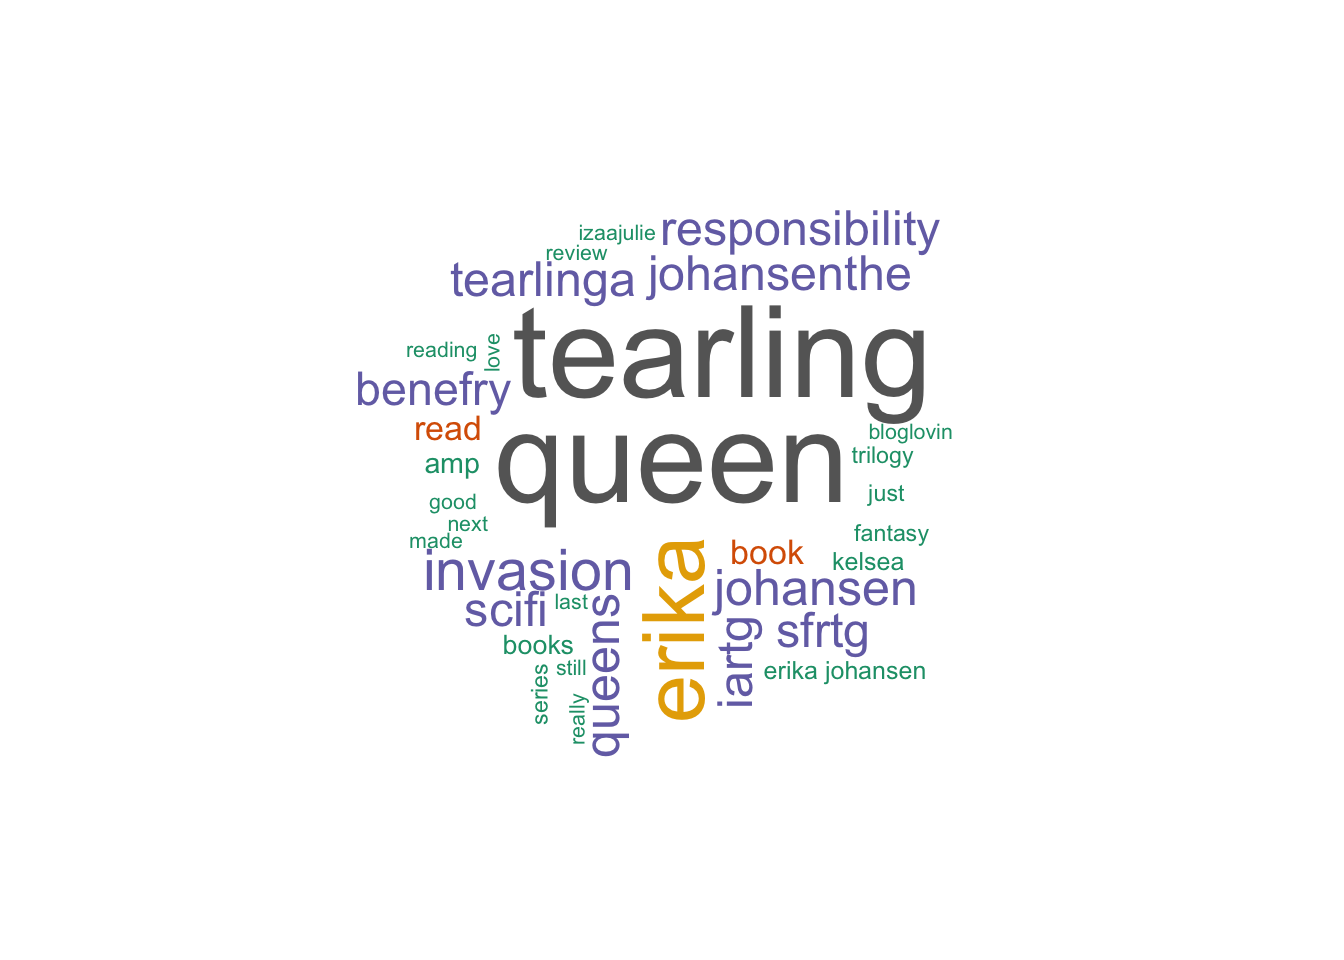 izaajulie
responsibility
review
tearlinga
johansenthe
tearling
reading
love
benefry
read
queen
bloglovin
trilogy
amp
just
good
next
made
fantasy
erika
book
kelsea
invasion
johansen
scifi
last
queens
iartg
sfrtg
books
still
erika johansen
series
really